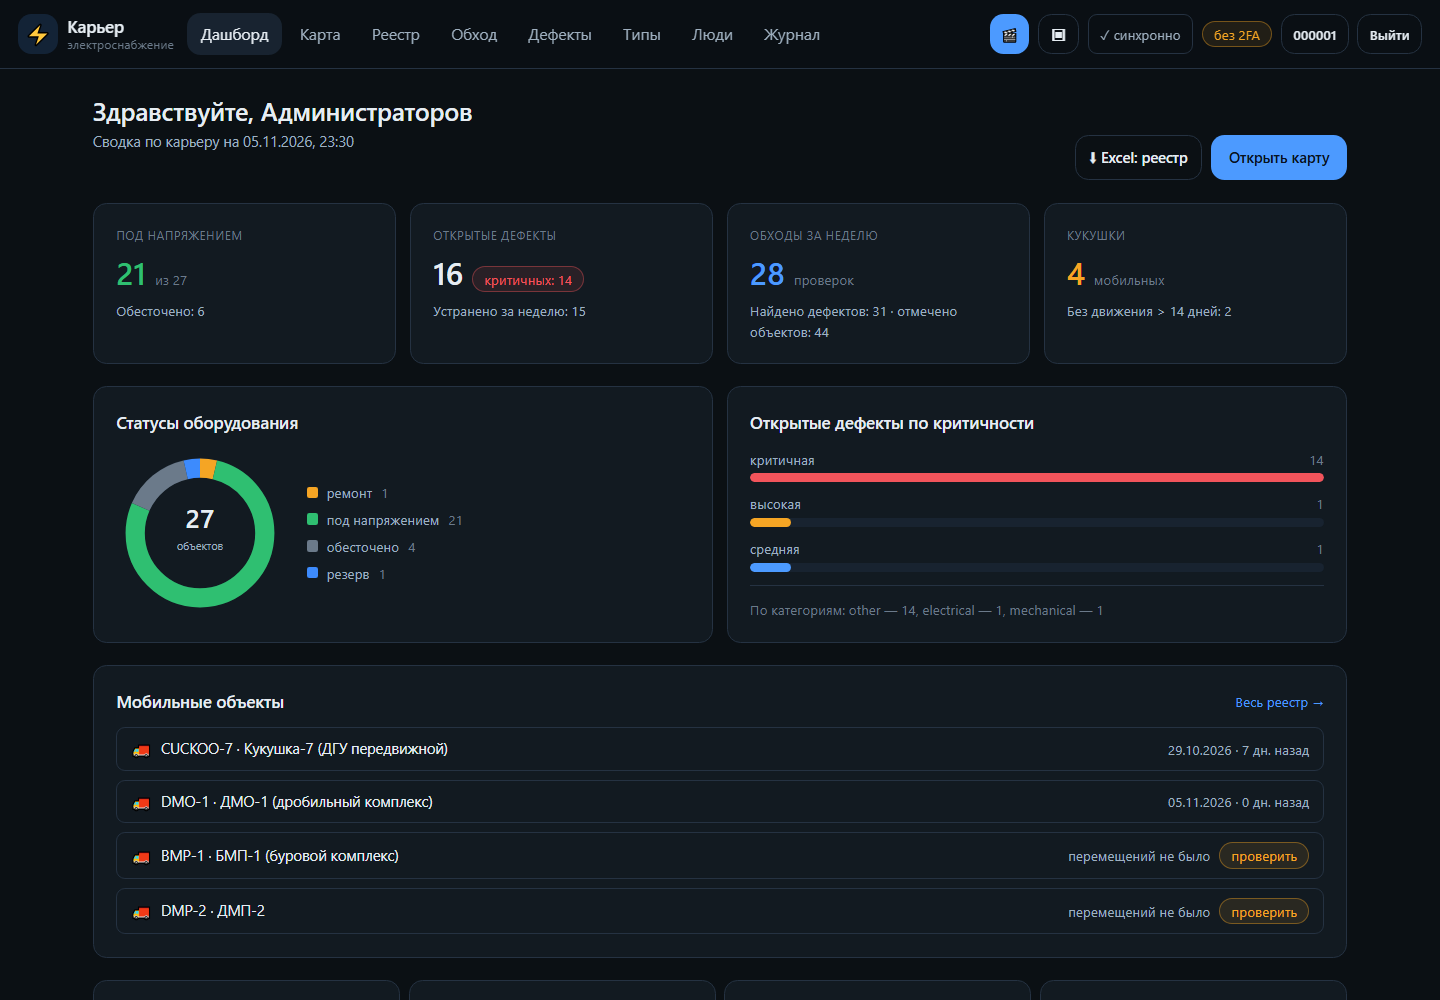 Карьер
электроснабжение
Дашборд
Карта
Реестр
Обход
Дефекты
Типы
Люди
Журнал
✓ синхронно
без 2FA
000001
Выйти
Здравствуйте, Администраторов
Сводка по карьеру на 05.11.2026, 23:30
⬇ Excel: реестр
Открыть карту
ПОД НАПРЯЖЕНИЕМ
21 из 27
Обесточено: 6
ОТКРЫТЫЕ ДЕФЕКТЫ
16 критичных: 14
Устранено за неделю: 15
ОБХОДЫ ЗА НЕДЕЛЮ
28 проверок
Найдено дефектов: 31 · отмечено
объектов: 44
КУКУШКИ
4 мобильных
Без движения > 14 дней: 2
Статусы оборудования
27
объектов
ремонт 1
под напряжением 21
обесточено 4
резерв 1
Открытые дефекты по критичности
критичная 14
высокая 1
средняя 1
По категориям: other — 14, electrical — 1, mechanical — 1
Мобильные объекты
Весь реестр →
CUCKOO-7 · Кукушка-7 (ДГУ передвижной)
29.10.2026 · 7 дн. назад
DMO-1 · ДМО-1 (дробильный комплекс)
05.11.2026 · 0 дн. назад
BMP-1 · БМП-1 (буровой комплекс)
перемещений не было проверить
DMP-2 · ДМП-2
перемещений не было проверить